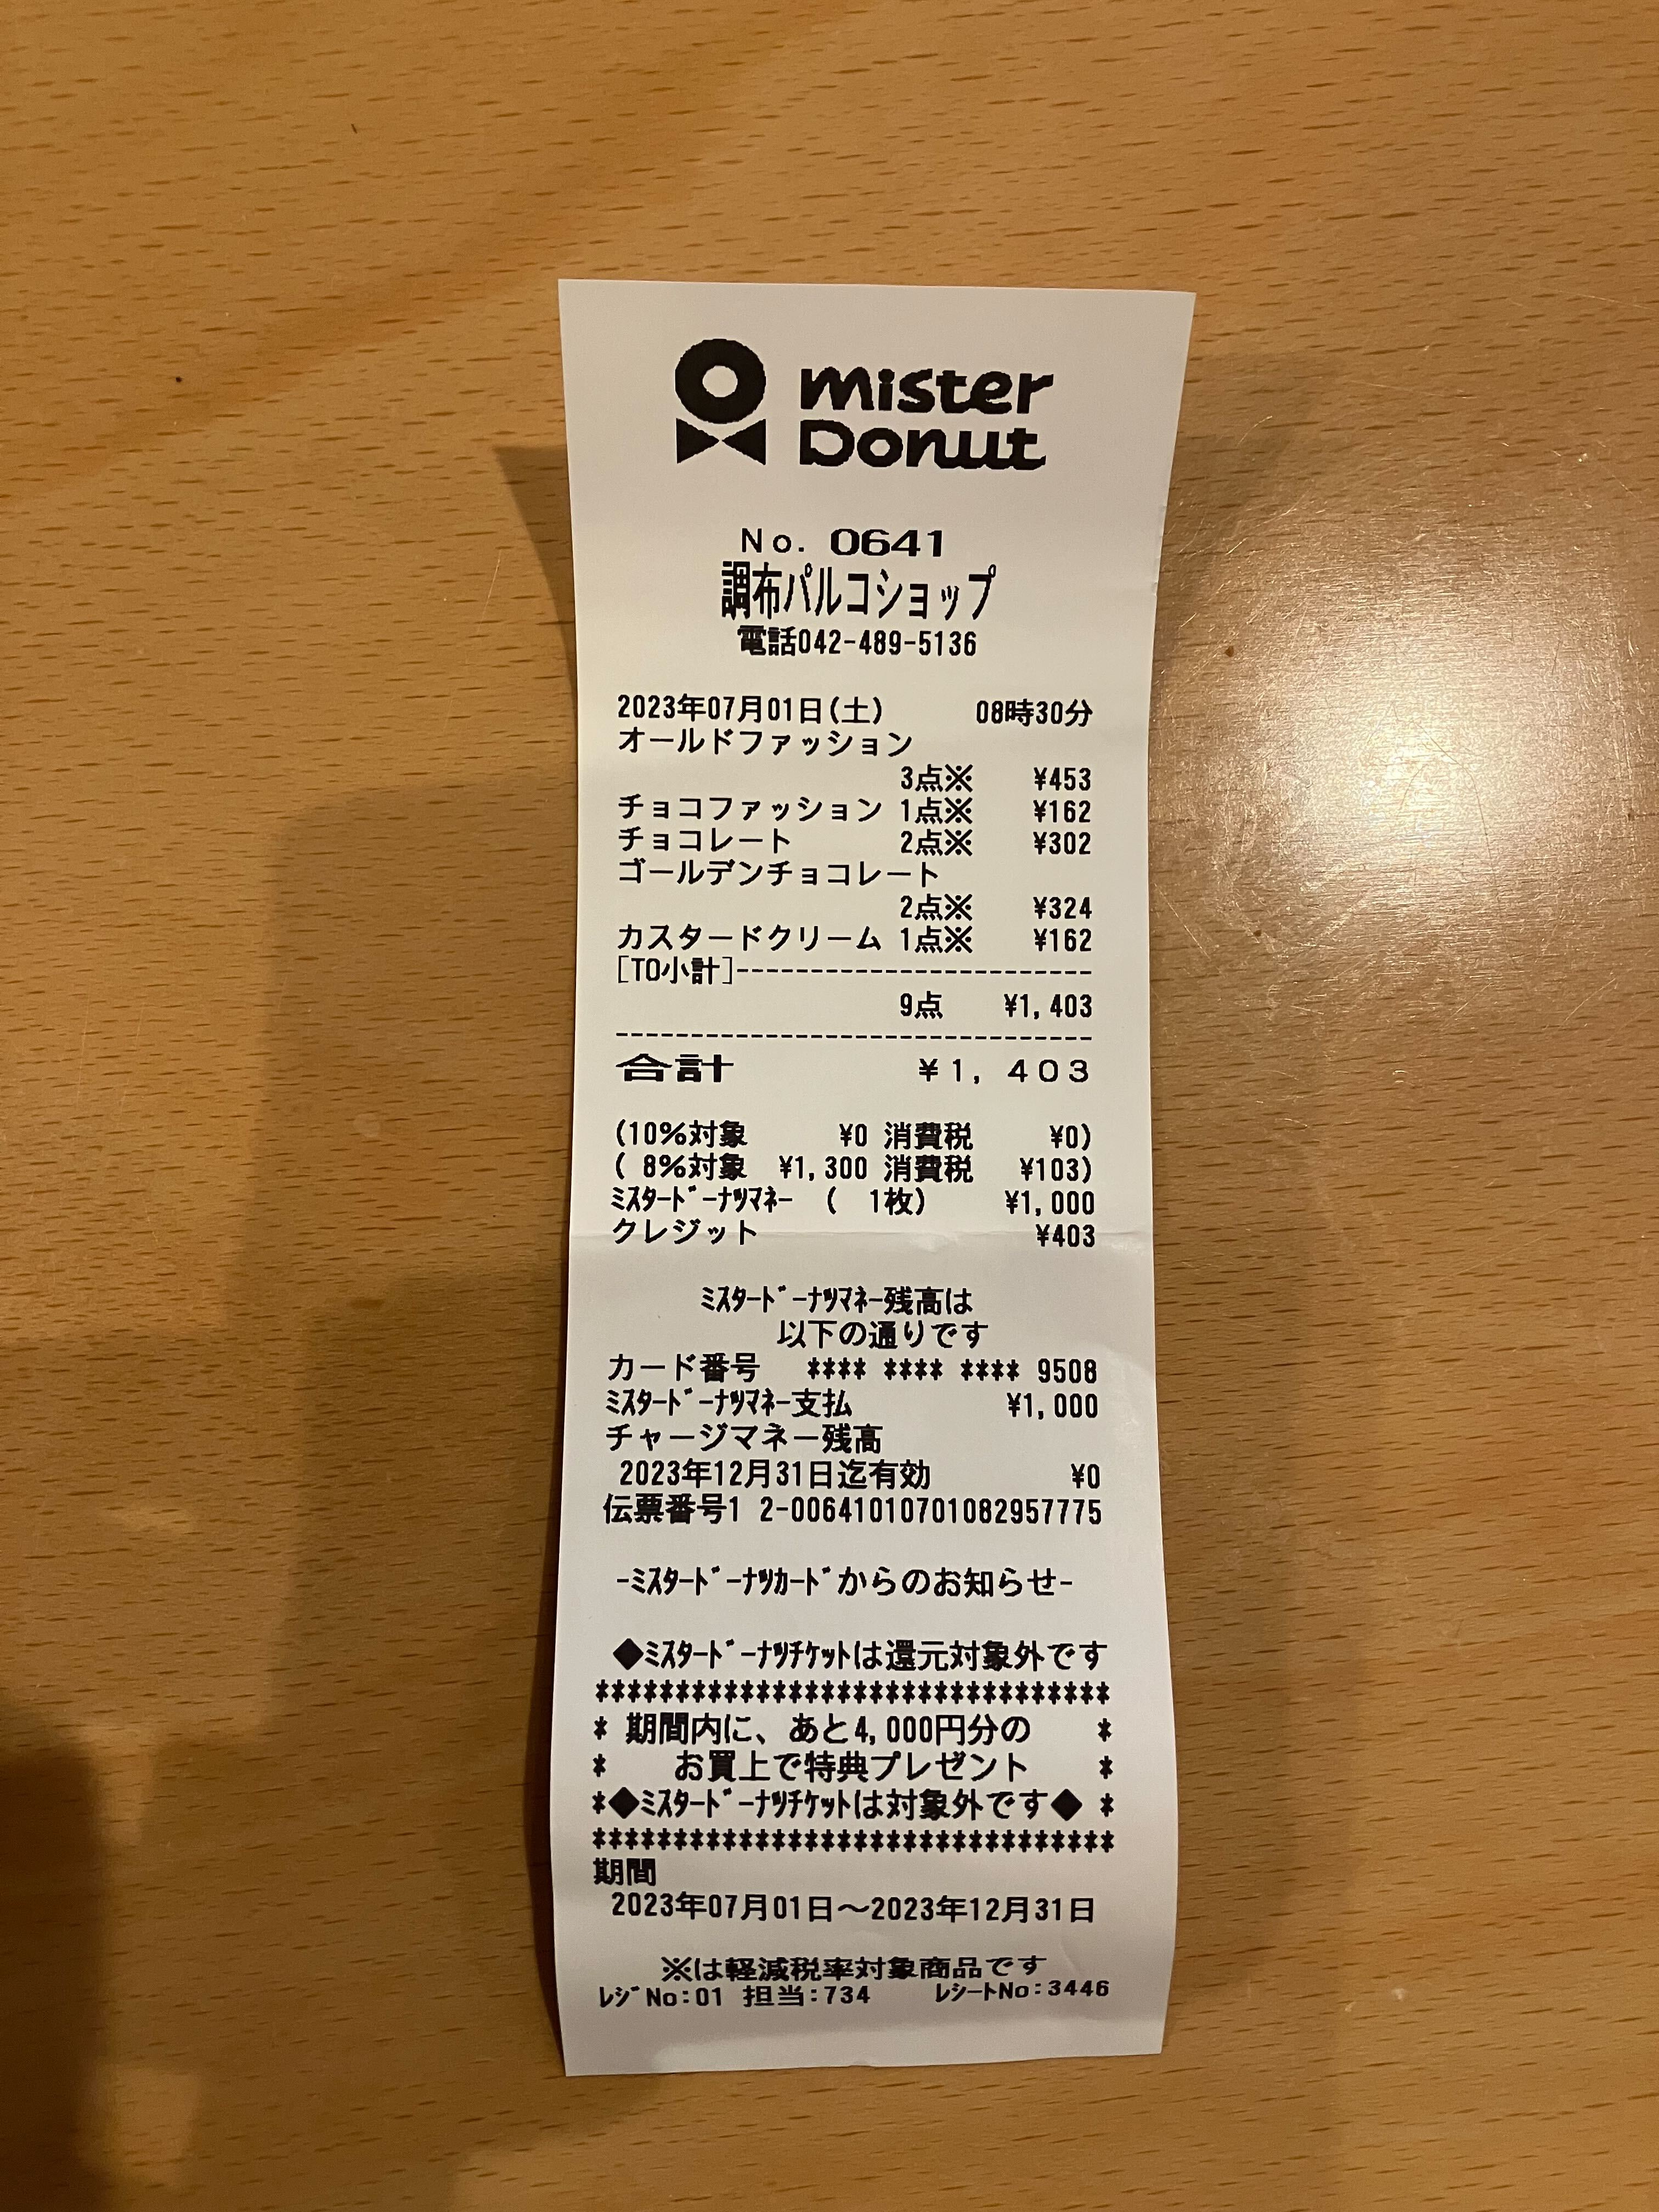 mister
Donut
No. 0641
調布パルコショップ
電話042-489-5136
2023年07月01日(土) 08時30分
オールドファッション
3点※ ¥453
チョコファッション 1点※ ¥162
チョコレート 2点※ ¥302
ゴールデンチョコレート
2点※ ¥324
カスタードクリーム 1点※ ¥162
[TO小計]------------------------
9点 ¥1,403
--------------------------------
合計 ¥1,403
(10%対象 ¥0 消費税 ¥0)
( 8%対象 ¥1,300 消費税 ¥103)
ﾐｽﾀｰﾄﾞｰﾅﾂﾏﾈｰ ( 1枚) ¥1,000
クレジット ¥403
ﾐｽﾀｰﾄﾞｰﾅﾂﾏﾈｰ残高は
以下の通りです
カード番号 **** **** **** 9508
ﾐｽﾀｰﾄﾞｰﾅﾂﾏﾈｰ支払 ¥1,000
チャージマネー残高
2023年12月31日迄有効 ¥0
伝票番号1 2-00641010701082957775
-ﾐｽﾀｰﾄﾞｰﾅﾂｶｰﾄﾞからのお知らせ-
◆ﾐｽﾀｰﾄﾞｰﾅﾂﾁｹｯﾄは還元対象外です
********************************
* 期間内に、あと4,000円分の *
* お買上で特典プレゼント *
*◆ﾐｽﾀｰﾄﾞｰﾅﾂﾁｹｯﾄは対象外です◆ *
********************************
期間
2023年07月01日～2023年12月31日
※は軽減税率対象商品です
ﾚｼﾞNo:01 担当:734 ﾚｼｰﾄNo:3446